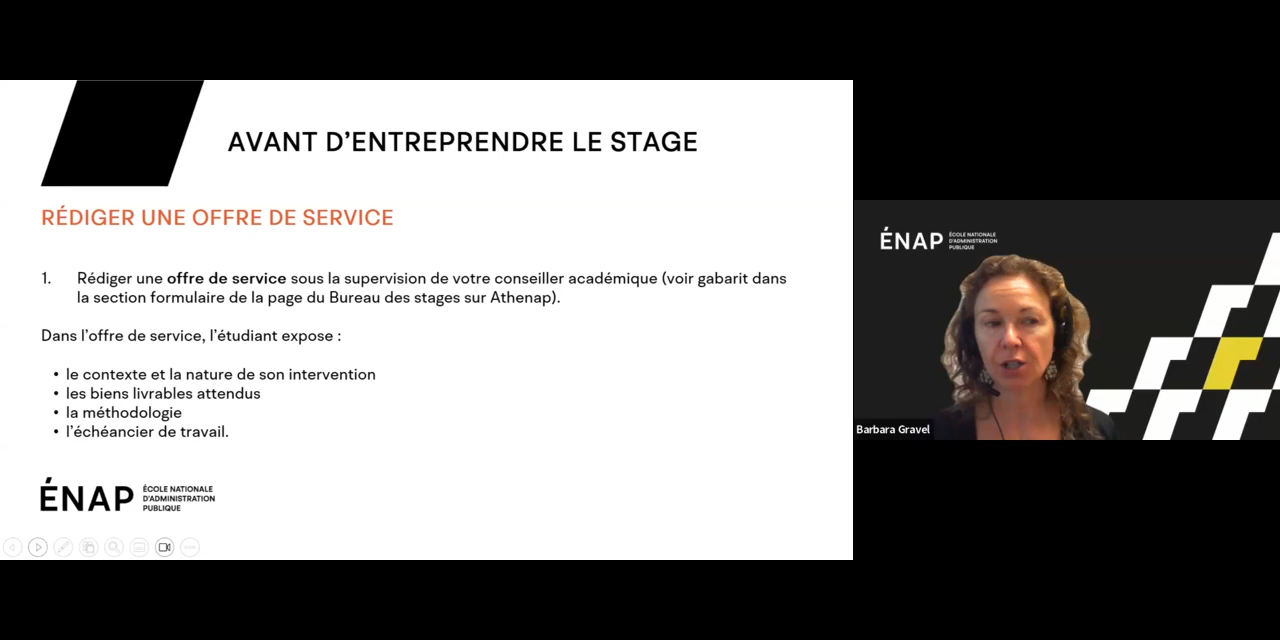 AVANT D’ENTREPRENDRE LE STAGE
RÉDIGER UNE OFFRE DE SERVICE
1. Rédiger une offre de service sous la supervision de votre conseiller académique (voir gabarit dans
la section formulaire de la page du Bureau des stages sur Athenap).
Dans l’offre de service, l’étudiant expose :
• le contexte et la nature de son intervention
• les biens livrables attendus
• la méthodologie
• l’échéancier de travail.
ÉNAP ÉCOLE NATIONALE
D’ADMINISTRATION
PUBLIQUE
ÉNAP ÉCOLE NATIONALE
D’ADMINISTRATION
PUBLIQUE
Barbara Gravel